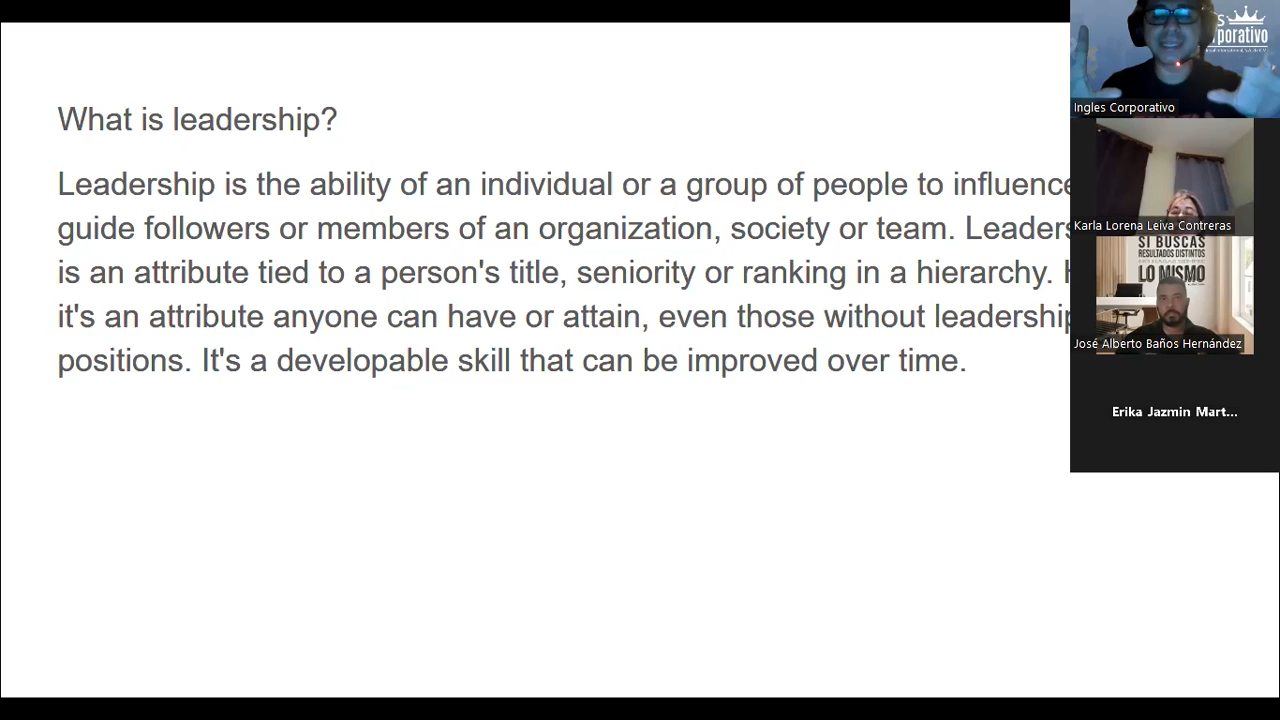 What is leadership?
Leadership is the ability of an individual or a group of people to influence
guide followers or members of an organization, society or team.
is an attribute tied to a person's title, seniority or ranking in a hierarchy.
it's an attribute anyone can have or attain, even those without leadership
positions. It's a developable skill that can be improved over time.
Ingles Corporativo
Karla Lorena Leiva Contreras
SI BUSCAS
RESULTADOS DISTINTOS
LO MISMO
José Alberto Baños Hernández
Erika Jazmin Mart...